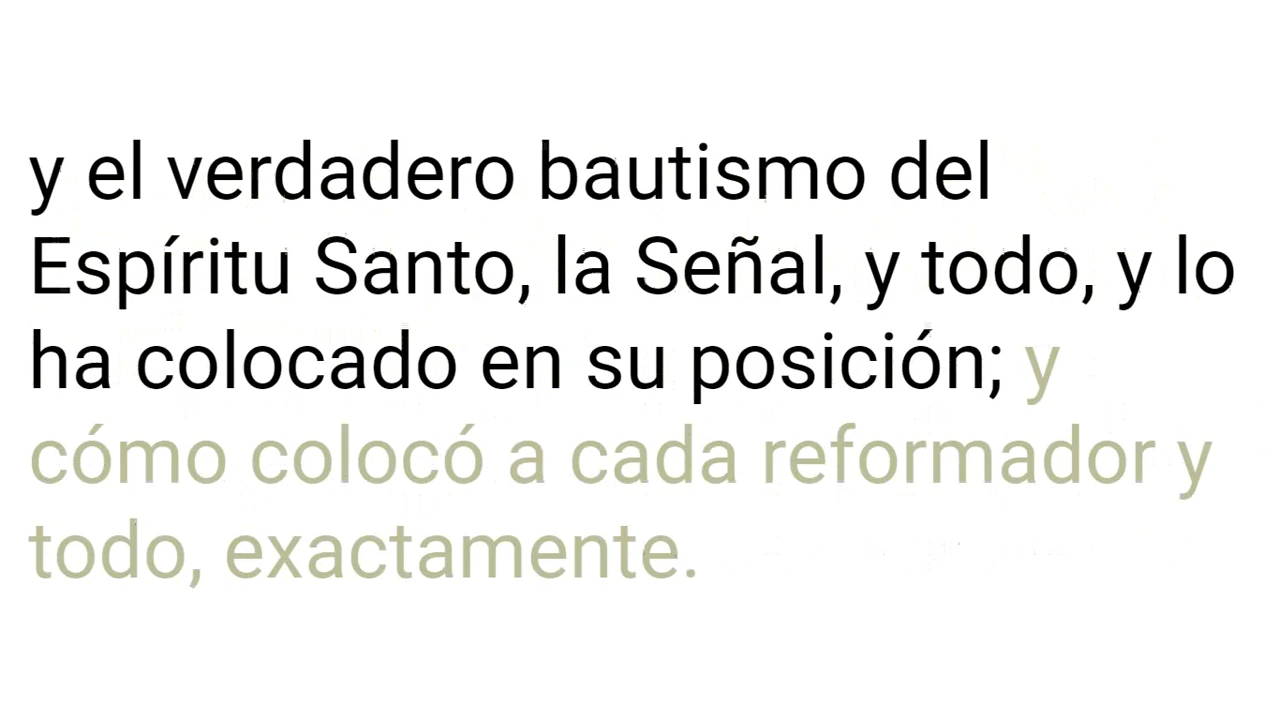 y el verdadero bautismo del
Espíritu Santo, la Señal, y todo, y lo
ha colocado en su posición; y
cómo colocó a cada reformador y
todo, exactamente.